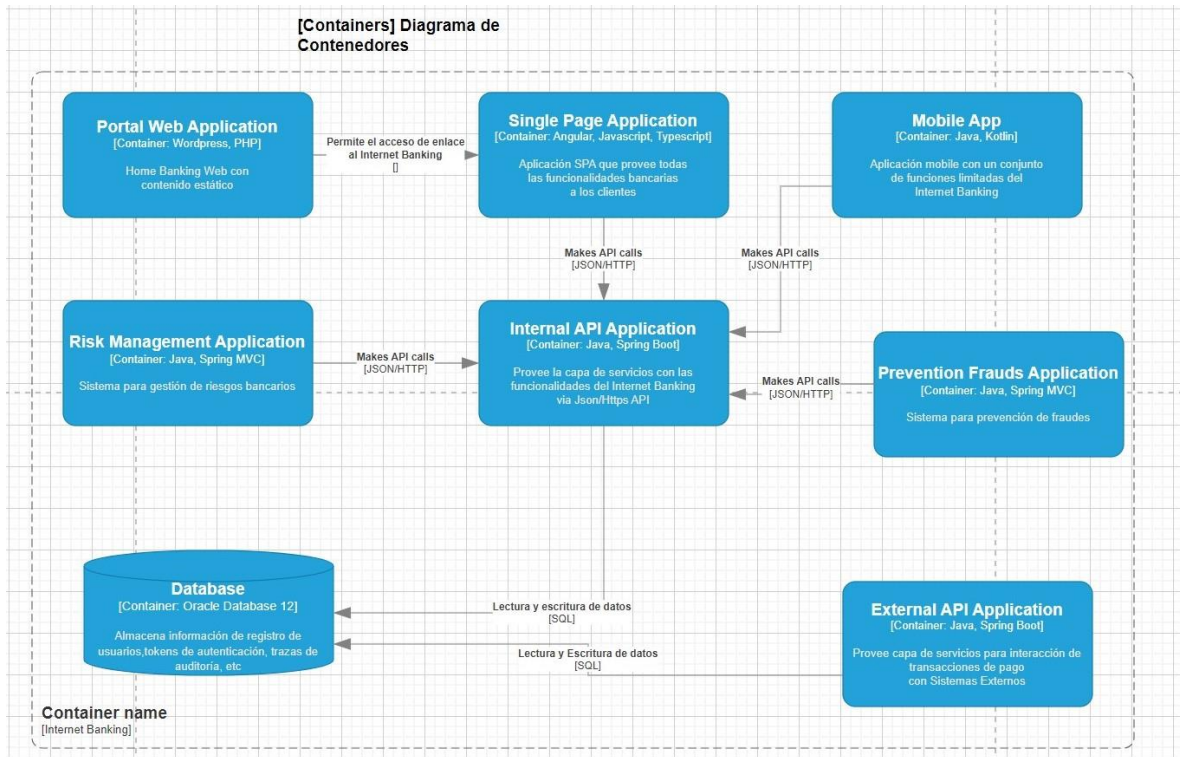 [Containers] Diagrama de
Contenedores
Portal Web Application
[Container: Wordpress, PHP]
Home Banking Web con
contenido estático
Permite el acceso de enlace
al Internet Banking
[]
Single Page Application
[Container: Angular, Javascript, Typescript]
Aplicación SPA que provee todas
las funcionalidades bancarias
a los clientes
Mobile App
[Container: Java, Kotlin]
Aplicación mobile con un conjunto
de funciones limitadas del
Internet Banking
Makes API calls
[JSON/HTTP]
Makes API calls
[JSON/HTTP]
Risk Management Application
[Container: Java, Spring MVC]
Sistema para gestión de riesgos bancarios
Makes API calls
[JSON/HTTP]
Internal API Application
[Container: Java, Spring Boot]
Provee la capa de servicios con las
funcionalidades del Internet Banking
via Json/Https API
Makes API calls
[JSON/HTTP]
Prevention Frauds Application
[Container: Java, Spring MVC]
Sistema para prevención de fraudes
Database
[Container: Oracle Database 12]
Almacena información de registro de
usuarios,tokens de autenticación, trazas de
auditoría, etc
Lectura y escritura de datos
[SQL]
Lectura y Escritura de datos
[SQL]
External API Application
[Container: Java, Spring Boot]
Provee capa de servicios para interacción de
transacciones de pago
con Sistemas Externos
Container name
[Internet Banking]